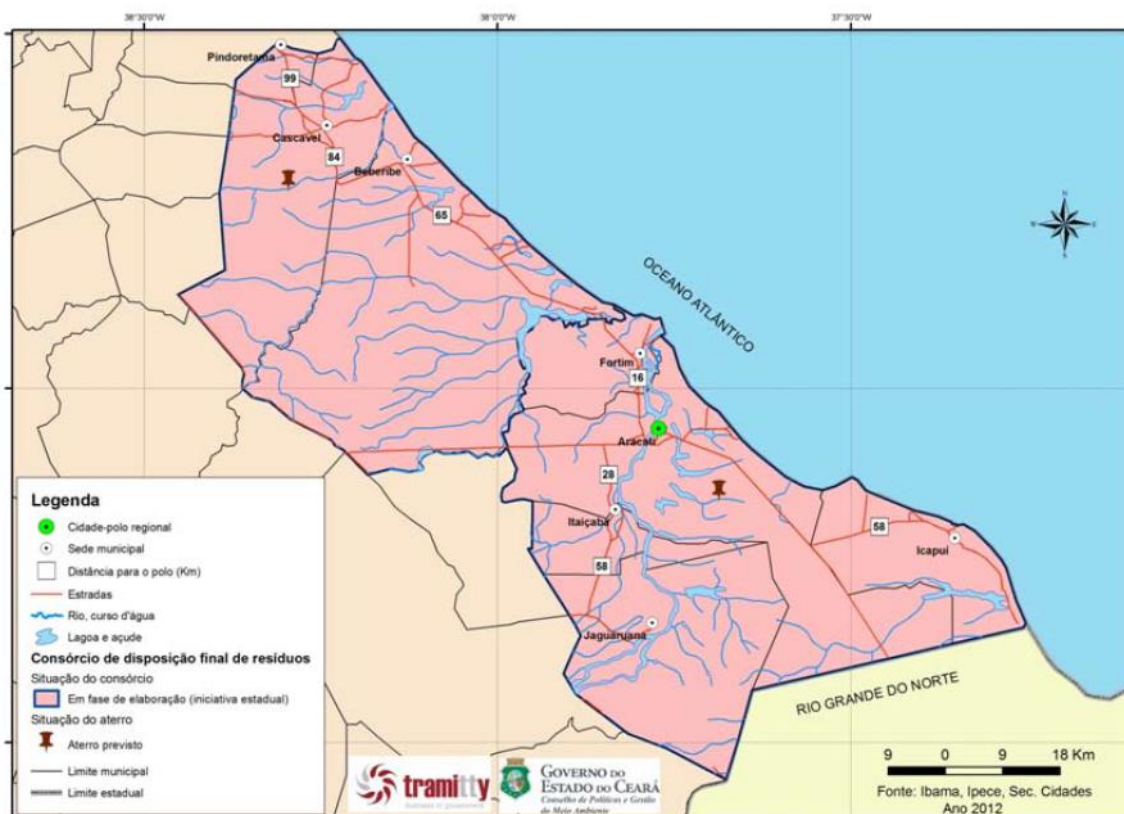 38°30'0"W
38°0'0"W
37°30'0"W
Pindoretama
99
Cascavel
84
Beberibe
65
OCEANO ATLÂNTICO
Fortim
16
Aracati
28
Itaiçaba
58
Icapuí
58
Jaguaruana
RIO GRANDE DO NORTE
N
W
E
S
Legenda
Cidade-polo regional
Sede municipal
Distância para o polo (Km)
Estradas
Rio, curso d'água
Lagoa e açude
Consórcio de disposição final de resíduos
Situação do consórcio
Em fase de elaboração (iniciativa estadual)
Situação do aterro
Aterro previsto
Limite municipal
Limite estadual
tramitty
GOVERNO DO
ESTADO DO CEARÁ
Conselho de Políticas e Gestão
do Meio Ambiente
9 0 9 18 Km
Fonte: Ibama, Ipece, Sec. Cidades
Ano 2012